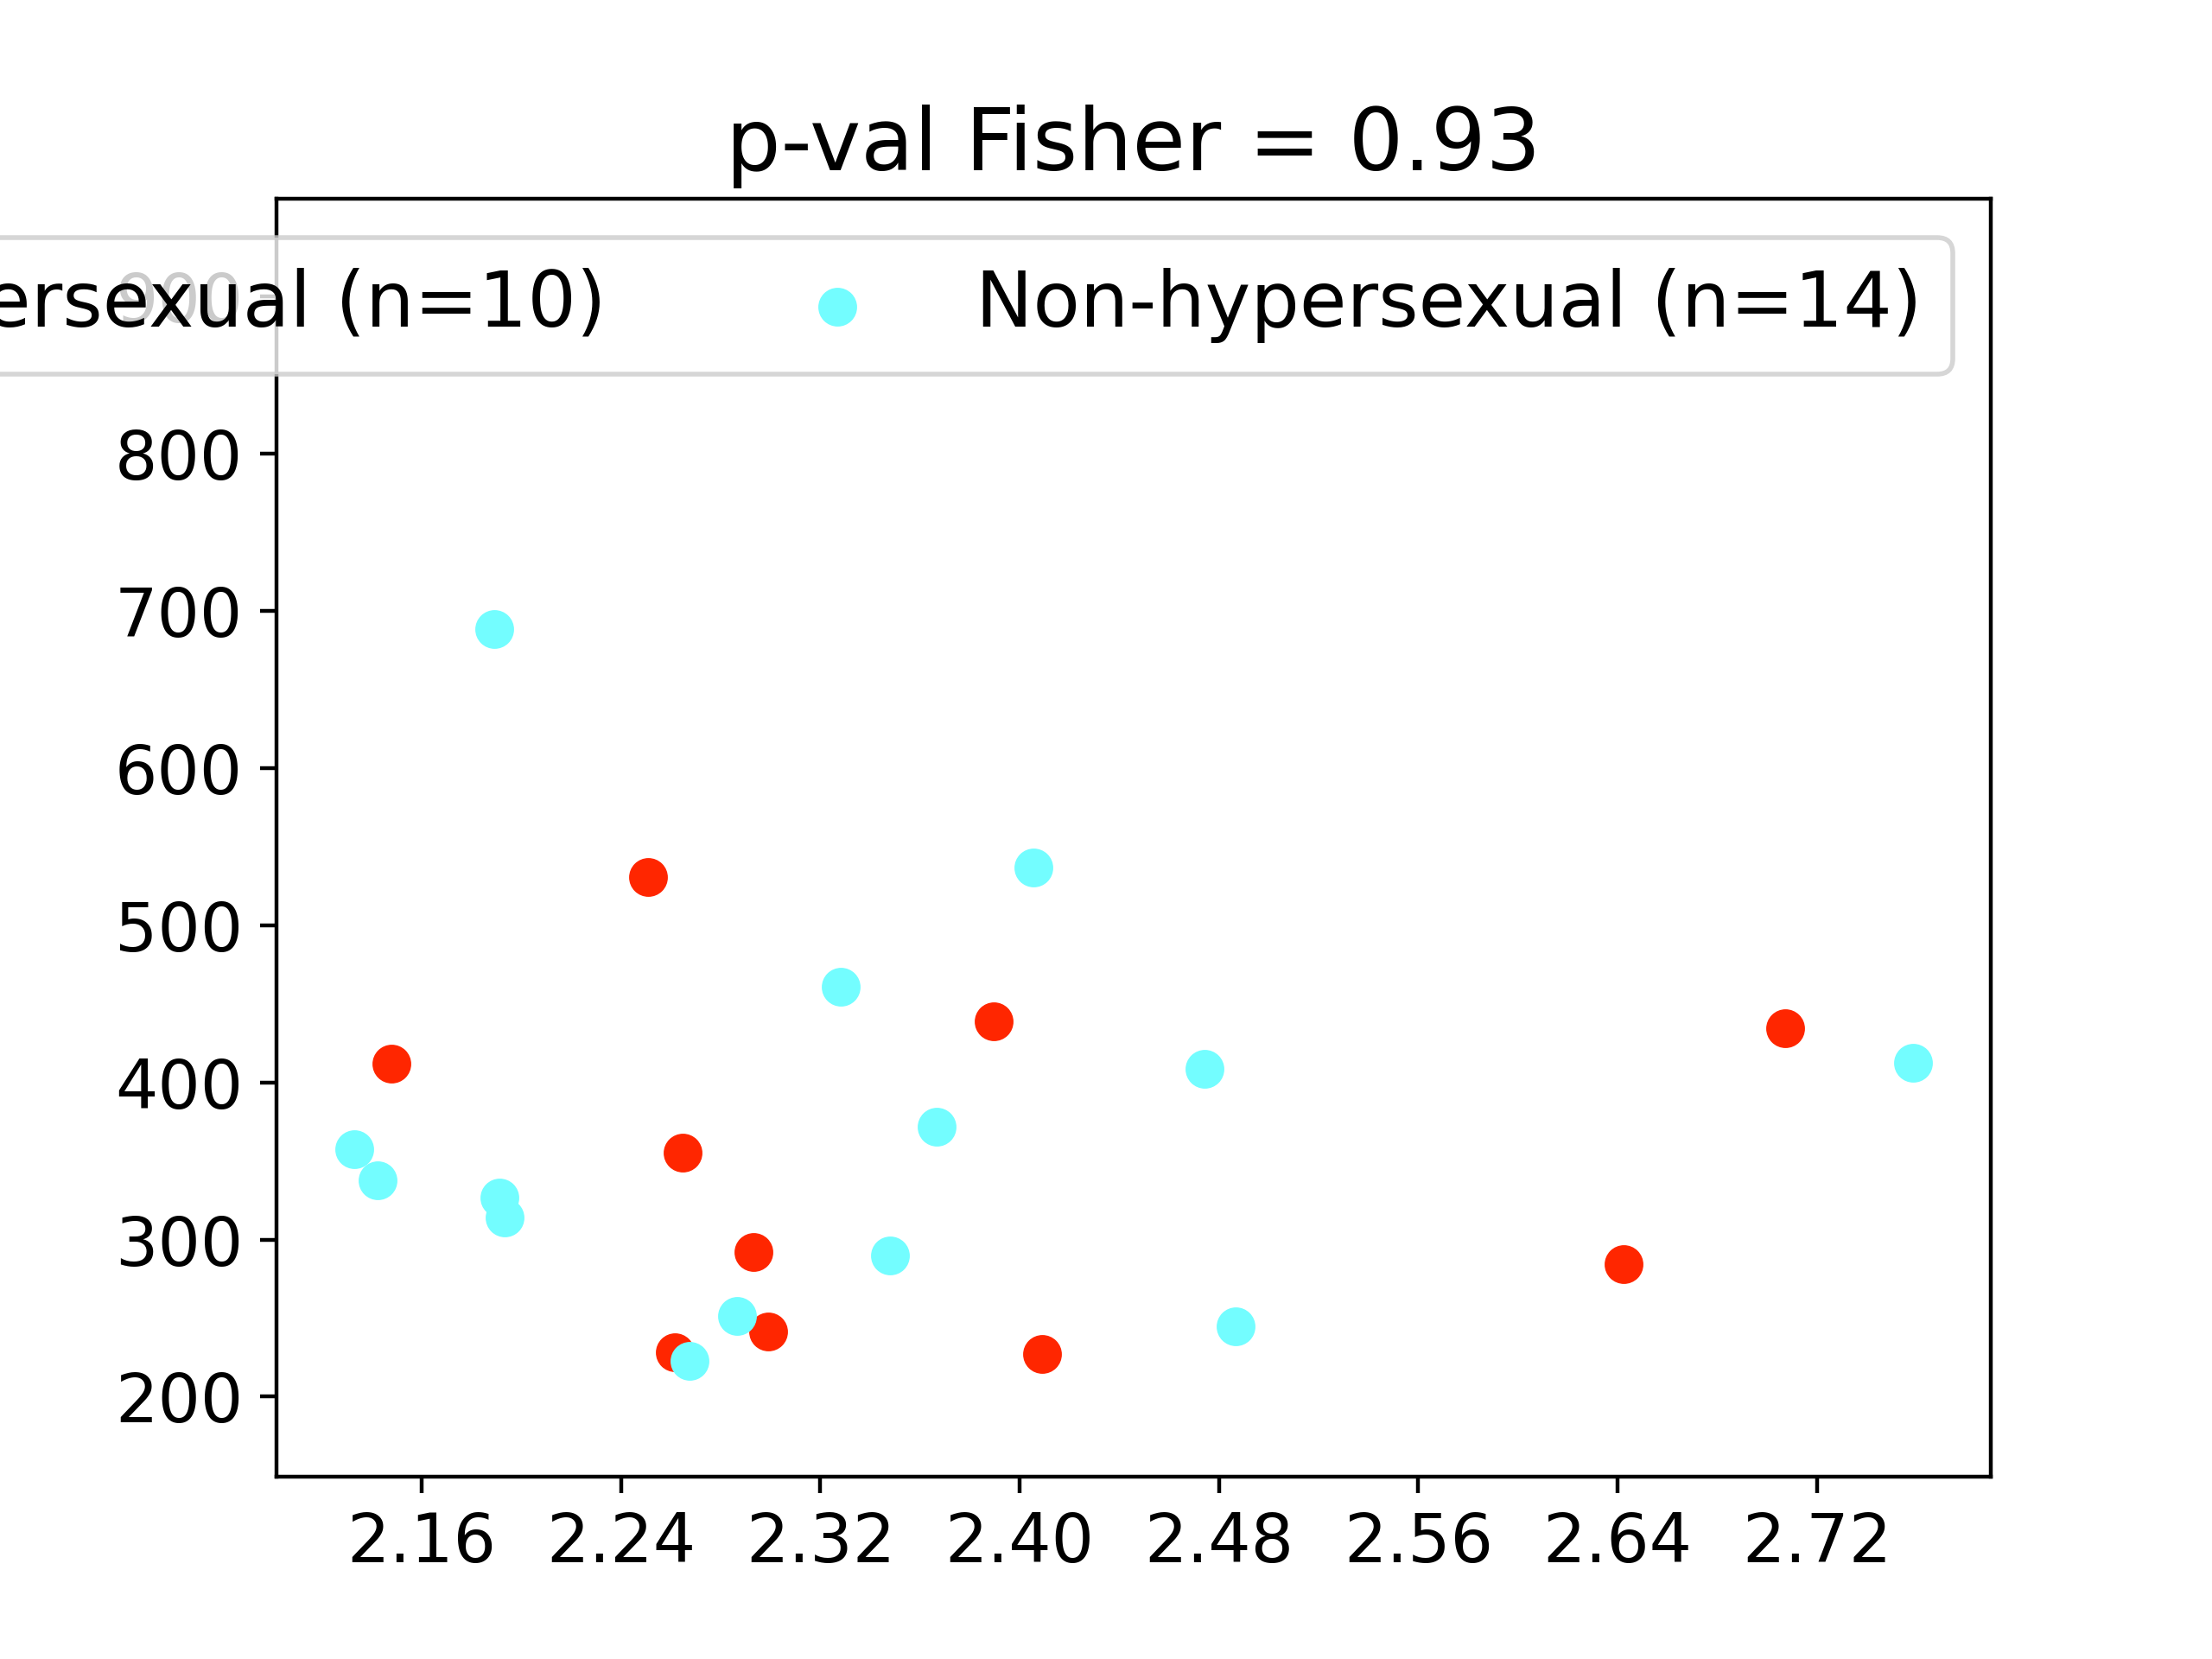 p-val Fisher = 0.93
ersexual (n=10) Non-hypersexual (n=14)
900
800
700
600
500
400
300
200
2.16 2.24 2.32 2.40 2.48 2.56 2.64 2.72